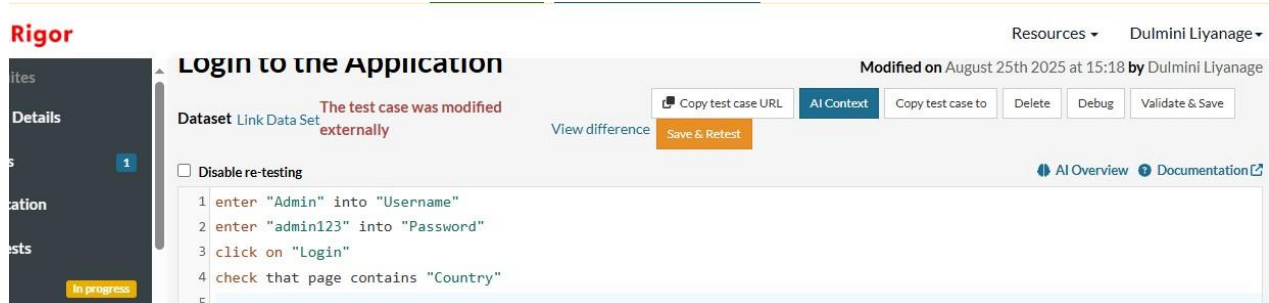 Rigor
Resources
Dulmini Liyanage
ites
Login to the Application
Modified on August 25th 2025 at 15:18 by Dulmini Liyanage
Details
Dataset Link Data Set
The test case was modified
externally
View difference
Copy test case URL
AI Context
Copy test case to
Delete
Debug
Validate & Save
Save & Retest
s
1
Disable re-testing
AI Overview
Documentation
cation
1 enter "Admin" into "Username"
2 enter "admin123" into "Password"
ests
3 click on "Login"
4 check that page contains "Country"
In progress
5